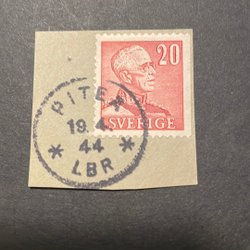 20
SVERIGE
PITEÅ
19.4.
44
* LBR *